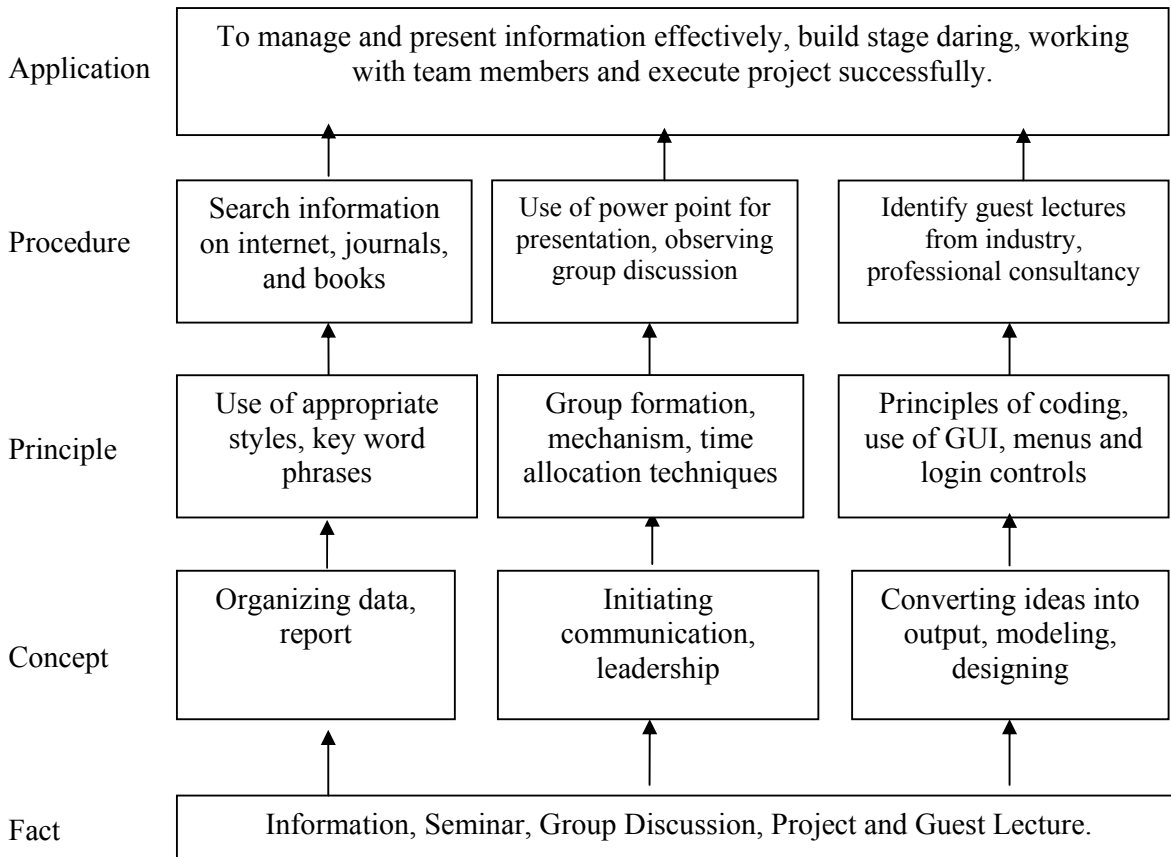 Application
To manage and present information effectively, build stage daring, working
with team members and execute project successfully.
Procedure
Search information
on internet, journals,
and books
Use of power point for
presentation, observing
group discussion
Identify guest lectures
from industry,
professional consultancy
Principle
Use of appropriate
styles, key word
phrases
Group formation,
mechanism, time
allocation techniques
Principles of coding,
use of GUI, menus and
login controls
Concept
Organizing data,
report
Initiating
communication,
leadership
Converting ideas into
output, modeling,
designing
Fact
Information, Seminar, Group Discussion, Project and Guest Lecture.